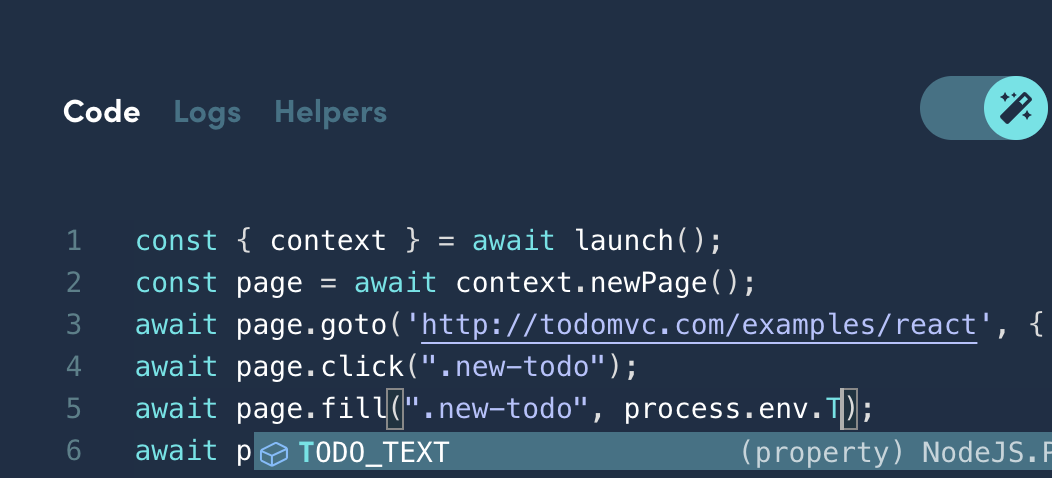 Code Logs Helpers
1 const { context } = await launch();
2 const page = await context.newPage();
3 await page.goto('http://todomvc.com/examples/react', {
4 await page.click(".new-todo");
5 await page.fill(".new-todo", process.env.T);
6 await p
TODO_TEXT (property) NodeJS.P